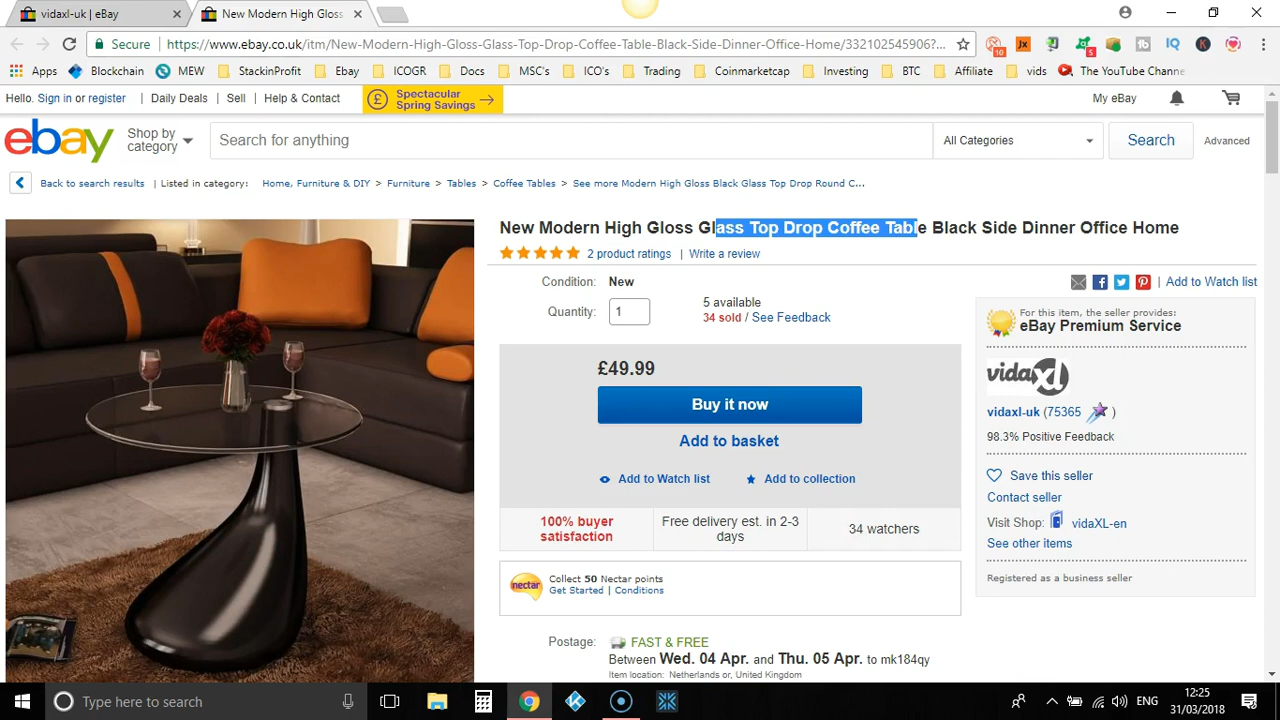 vidaxl-uk | eBay
New Modern High Gloss
Secure
https://www.ebay.co.uk/itm/New-Modern-High-Gloss-Glass-Top-Drop-Coffee-Table-Black-Side-Dinner-Office-Home/332102545906?...
10
Jx
5
tb
IQ
K
Apps
Blockchain
MEW
StackinProfit
Ebay
ICOGR
Docs
MSC's
ICO's
Trading
Coinmarketcap
Investing
BTC
Affiliate
vids
The YouTube Channe
Hello. Sign in or register
Daily Deals
Sell
Help & Contact
£
Spectacular
Spring Savings
My eBay
ebay
Shop by
category
Search for anything
All Categories
Search
Advanced
Back to search results
Listed in category:
Home, Furniture & DIY > Furniture > Tables > Coffee Tables > See more Modern High Gloss Black Glass Top Drop Round C...
New Modern High Gloss Glass Top Drop Coffee Table Black Side Dinner Office Home
2 product ratings | Write a review
Condition: New
Quantity: 1
5 available
34 sold / See Feedback
£49.99
Buy it now
Add to basket
Add to Watch list
Add to collection
100% buyer
satisfaction
Free delivery est. in 2-3
days
34 watchers
nectar
Collect 50 Nectar points
Get Started | Conditions
Postage: FAST & FREE
Between Wed. 04 Apr. and Thu. 05 Apr. to mk184qy
Item location: Netherlands or, United Kingdom
| Add to Watch list
For this item, the seller provides:
eBay Premium Service
vidaXL
vidaxl-uk (75365 )
98.3% Positive Feedback
Save this seller
Contact seller
Visit Shop: vidaXL-en
See other items
Registered as a business seller
Type here to search
ENG
12:25
31/03/2018